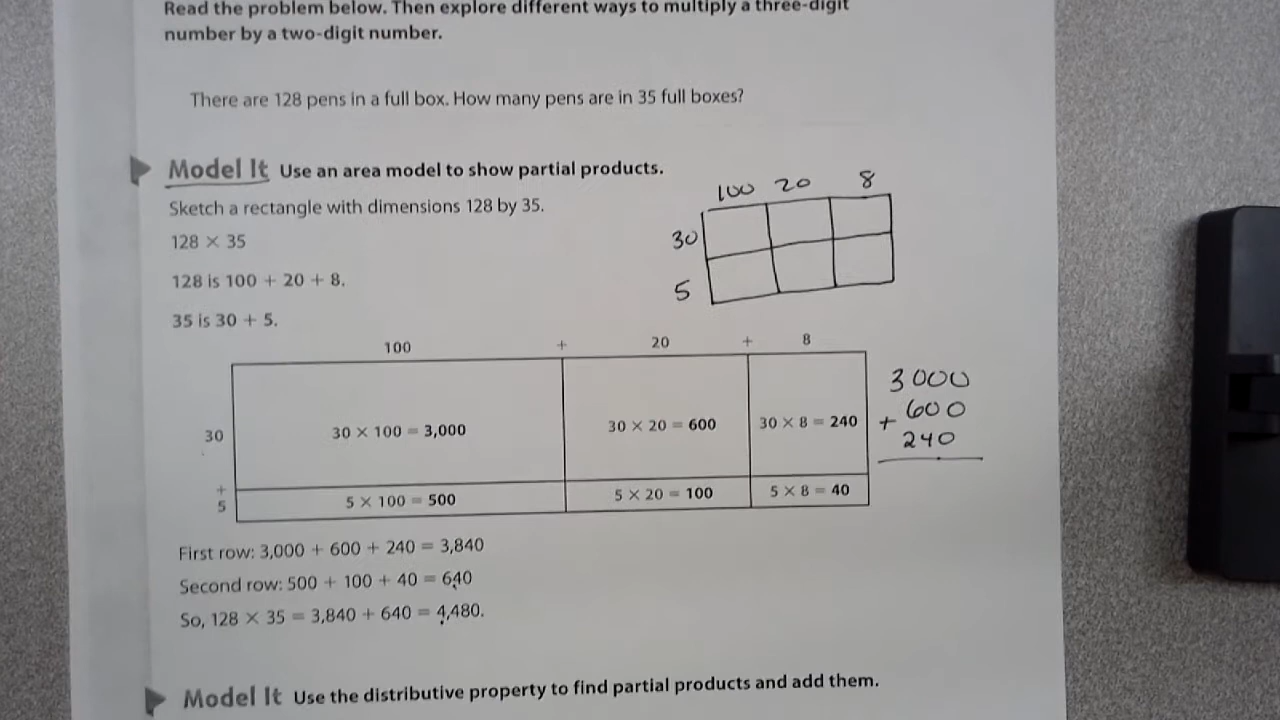 Read the problem below. Then explore different ways to multiply a three-digit
number by a two-digit number.
There are 128 pens in a full box. How many pens are in 35 full boxes?
Model It Use an area model to show partial products.
Sketch a rectangle with dimensions 128 by 35.
128 × 35
128 is 100 + 20 + 8.
35 is 30 + 5.
100 20 8
30
5
100 + 20 + 8
30 30 × 100 = 3,000 30 × 20 = 600 30 × 8 = 240
+
5 5 × 100 = 500 5 × 20 = 100 5 × 8 = 40
3000
+ 600
240
First row: 3,000 + 600 + 240 = 3,840
Second row: 500 + 100 + 40 = 640
So, 128 × 35 = 3,840 + 640 = 4,480.
Model It Use the distributive property to find partial products and add them.